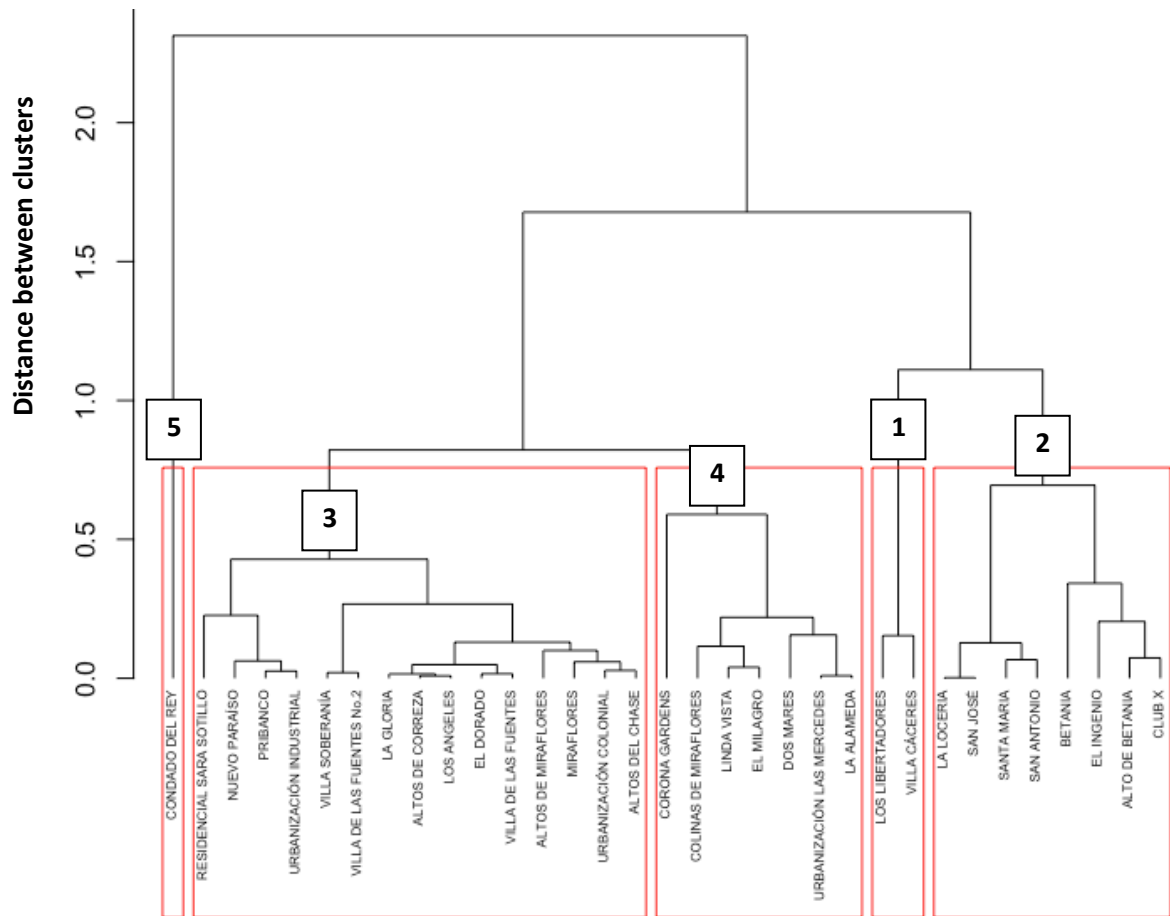 Distance between clusters
2.0
1.5
1.0
0.5
0.0
5
3
4
1
2
CONDADO DEL REY
RESIDENCIAL SARA SOTILLO
NUEVO PARAÍSO
PRIBANCO
URBANIZACIÓN INDUSTRIAL
VILLA SOBERANÍA
VILLA DE LAS FUENTES No.2
LA GLORIA
ALTOS DE CORREZA
LOS ANGELES
EL DORADO
VILLA DE LAS FUENTES
ALTOS DE MIRAFLORES
MIRAFLORES
URBANIZACIÓN COLONIAL
ALTOS DEL CHASE
CORONA GARDENS
COLINAS DE MIRAFLORES
LINDA VISTA
EL MILAGRO
DOS MARES
URBANIZACIÓN LAS MERCEDES
LA ALAMEDA
LOS LIBERTADORES
VILLA CÁCERES
LA LOCERIA
SAN JOSÉ
SANTA MARIA
SAN ANTONIO
BETANIA
EL INGENIO
ALTO DE BETANIA
CLUB X